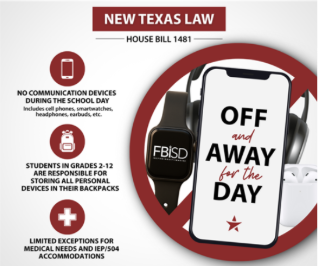 NEW TEXAS LAW
HOUSE BILL 1481
NO COMMUNICATION DEVICES
DURING THE SCHOOL DAY
Includes cell phones, smartwatches,
headphones, earbuds, etc.
STUDENTS IN GRADES 2-12
ARE RESPONSIBLE FOR
STORING ALL PERSONAL
DEVICES IN THEIR BACKPACKS
LIMITED EXCEPTIONS FOR
MEDICAL NEEDS AND IEP/504
ACCOMMODATIONS
FBISD
OFF
and
AWAY
for the
DAY